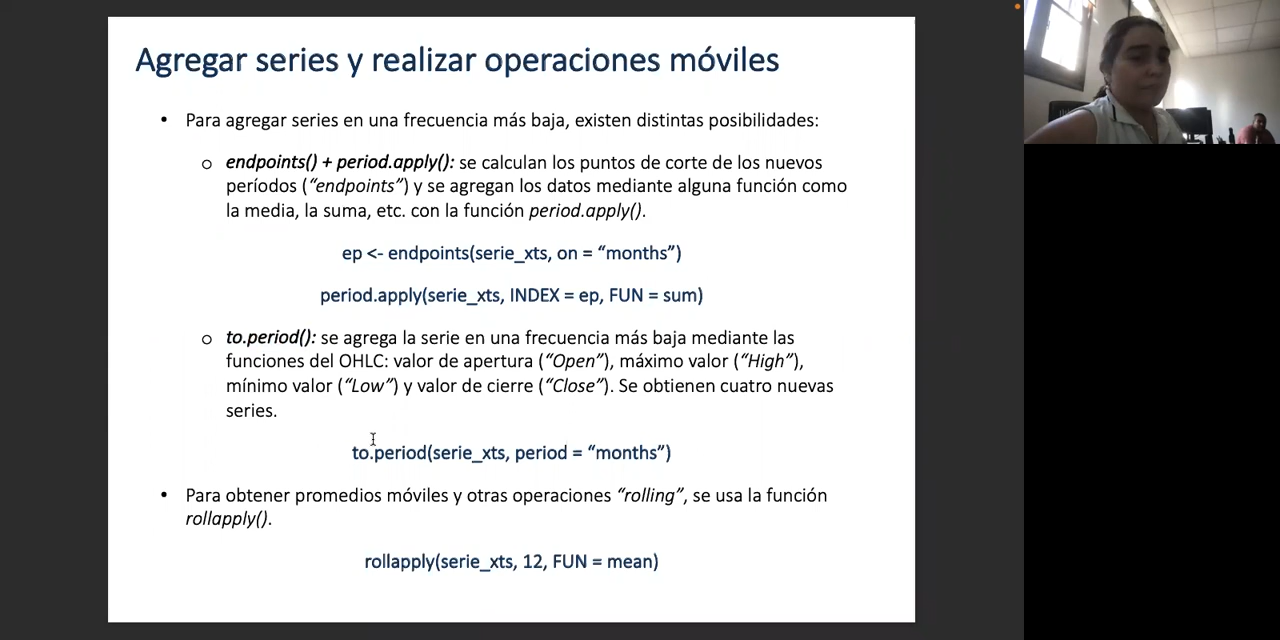 Agregar series y realizar operaciones móviles
• Para agregar series en una frecuencia más baja, existen distintas posibilidades:
o endpoints() + period.apply(): se calculan los puntos de corte de los nuevos
períodos (“endpoints”) y se agregan los datos mediante alguna función como
la media, la suma, etc. con la función period.apply().
ep <- endpoints(serie_xts, on = “months”)
period.apply(serie_xts, INDEX = ep, FUN = sum)
o to.period(): se agrega la serie en una frecuencia más baja mediante las
funciones del OHLC: valor de apertura (“Open”), máximo valor (“High”),
mínimo valor (“Low”) y valor de cierre (“Close”). Se obtienen cuatro nuevas
series.
to.period(serie_xts, period = “months”)
• Para obtener promedios móviles y otras operaciones “rolling”, se usa la función
rollapply().
rollapply(serie_xts, 12, FUN = mean)